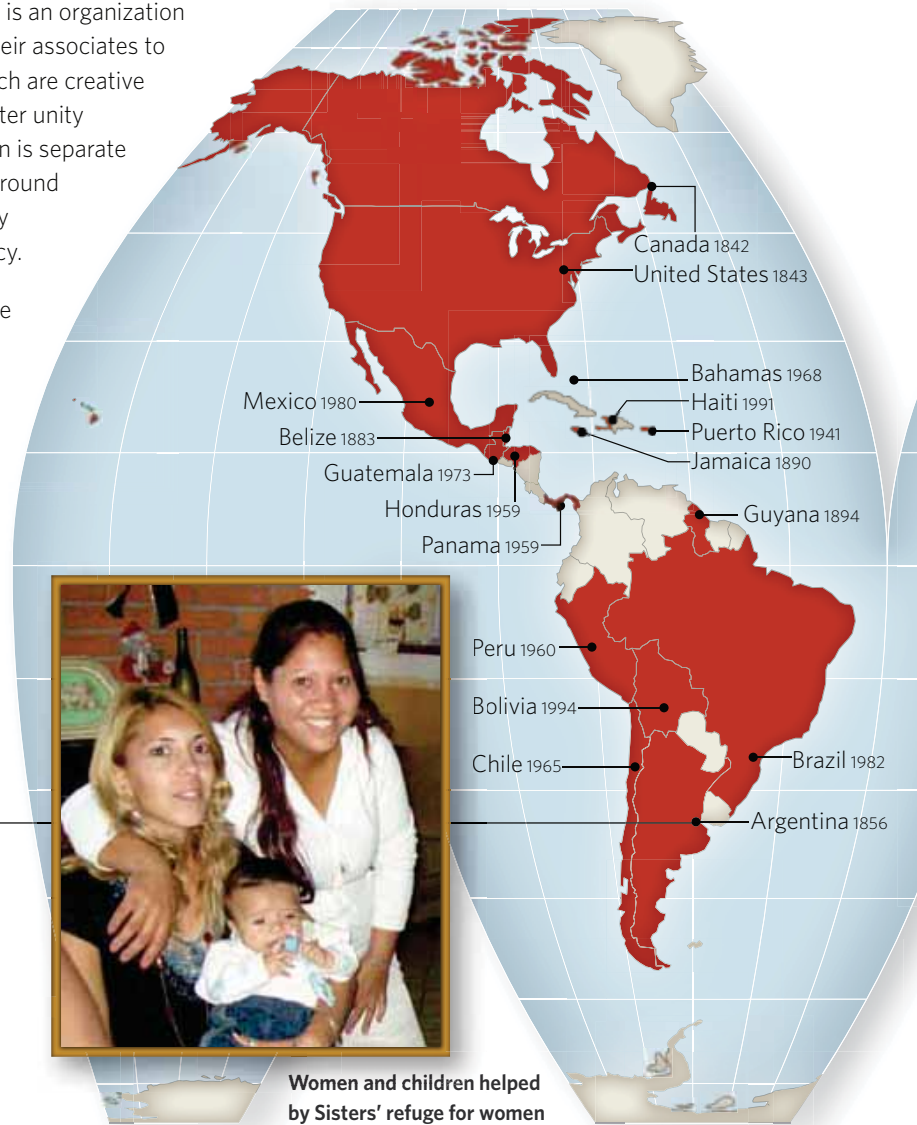 is an organization
eir associates to
ch are creative
ter unity
n is separate
round
y
cy.
e
Canada 1842
United States 1843
Bahamas 1968
Mexico 1980
Haiti 1991
Belize 1883
Puerto Rico 1941
Jamaica 1890
Guatemala 1973
Honduras 1959
Guyana 1894
Panama 1959
Peru 1960
Bolivia 1994
Chile 1965
Brazil 1982
Argentina 1856
Women and children helped
by Sisters’ refuge for women